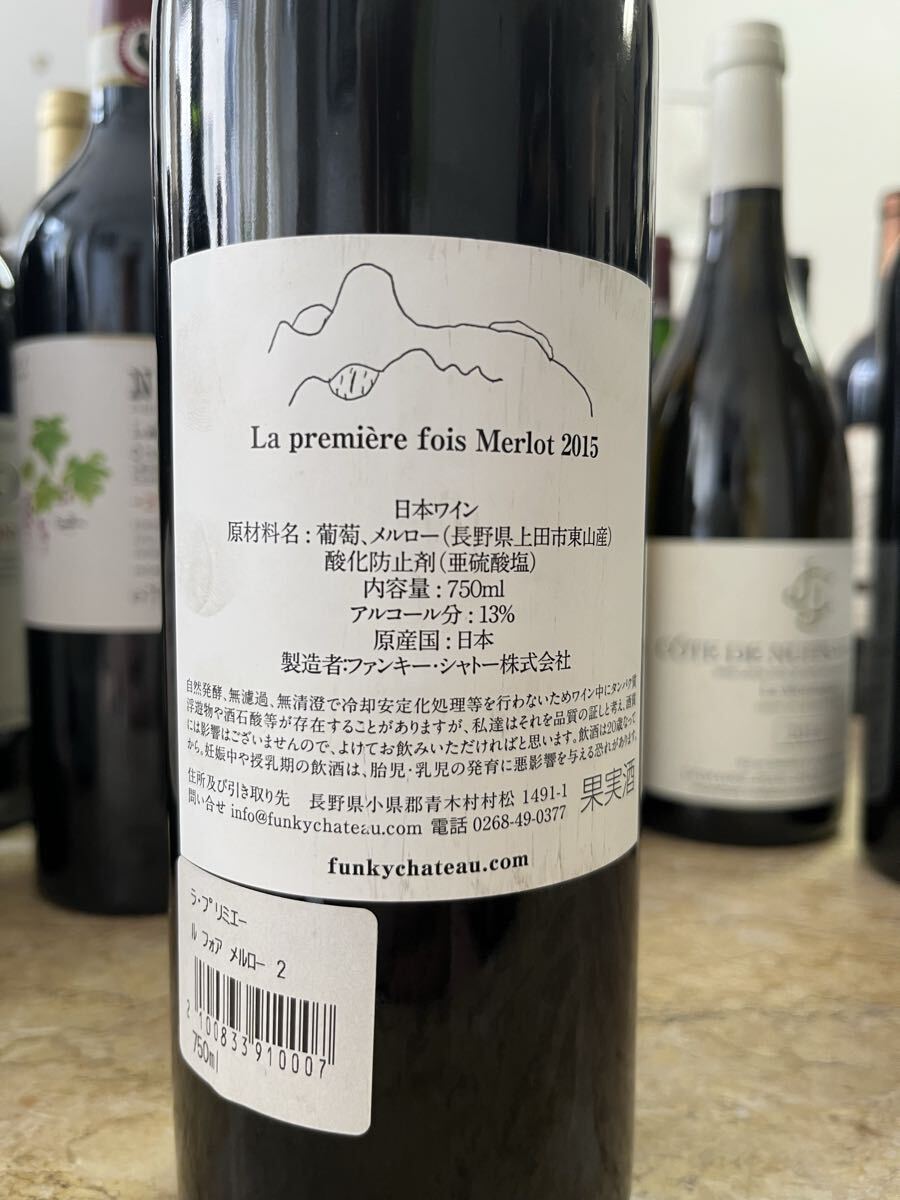 La première fois Merlot 2015
日本ワイン
原材料名：葡萄、メルロー（長野県上田市東山産）
酸化防止剤（亜硫酸塩）
内容量：750ml
アルコール分：13%
原産国：日本
製造者:ファンキー・シャトー株式会社
自然発酵、無濾過、無清澄で冷却安定化処理等を行わないためワイン中にタンパク質
浮遊物や酒石酸等が存在することがありますが、私達はそれを品質の証しと考え、酒質
には影響はございませんので、よけてお飲みいただければと思います。飲酒は20歳なって
から。妊娠中や授乳期の飲酒は、胎児・乳児の発育に悪影響を与える恐れがあります。
住所及び引き取り先　長野県小県郡青木村村松 1491-1
問い合せ info@funkychateau.com 電話 0268-49-0377
果実酒
funkychateau.com
ラ・プリミエー
ル フォア メルロー 2
2 100833 910007
750ml
CÔTE DE NUITS